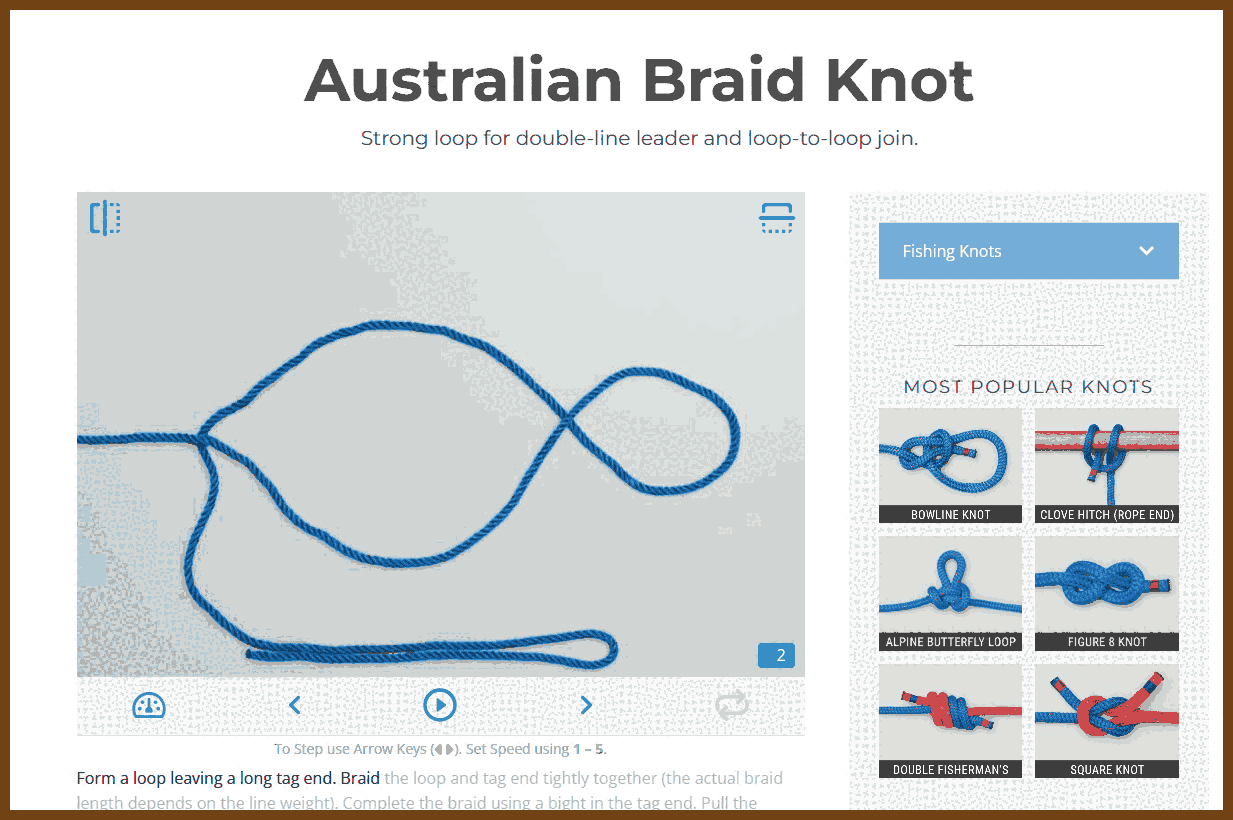 Australian Braid Knot
Strong loop for double-line leader and loop-to-loop join.
Fishing Knots
MOST POPULAR KNOTS
BOWLINE KNOT
CLOVE HITCH (ROPE END)
ALPINE BUTTERFLY LOOP
FIGURE 8 KNOT
DOUBLE FISHERMAN'S
SQUARE KNOT
2
To Step use Arrow Keys (). Set Speed using 1 – 5.
Form a loop leaving a long tag end. Braid the loop and tag end tightly together (the actual braid
length depends on the line weight). Complete the braid using a bight in the tag end. Pull the